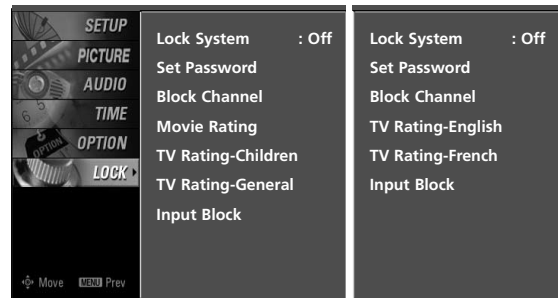 SETUP
PICTURE
AUDIO
TIME
OPTION
LOCK
Move MENU Prev
Lock System : Off
Set Password
Block Channel
Movie Rating
TV Rating-Children
TV Rating-General
Input Block
Lock System : Off
Set Password
Block Channel
TV Rating-English
TV Rating-French
Input Block